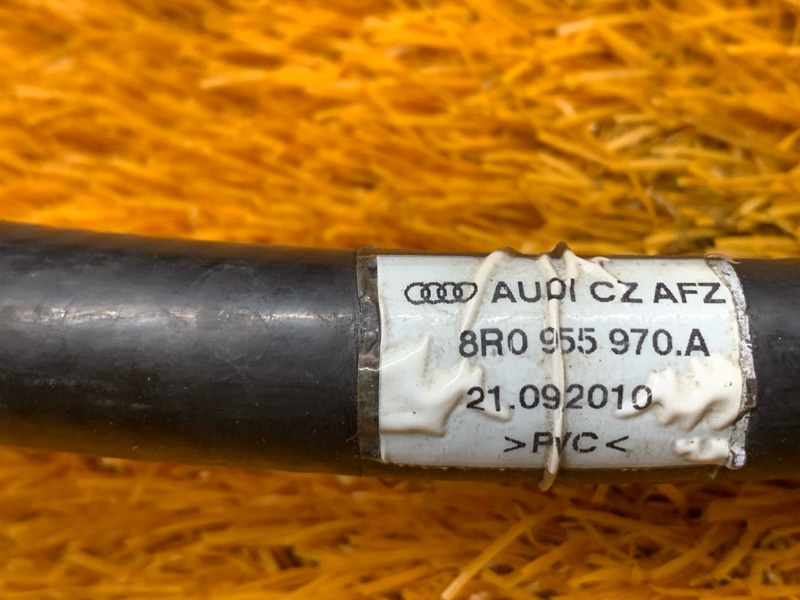 AUDI CZ AFZ
8R0 955 970.A
21.092010
>PVC<